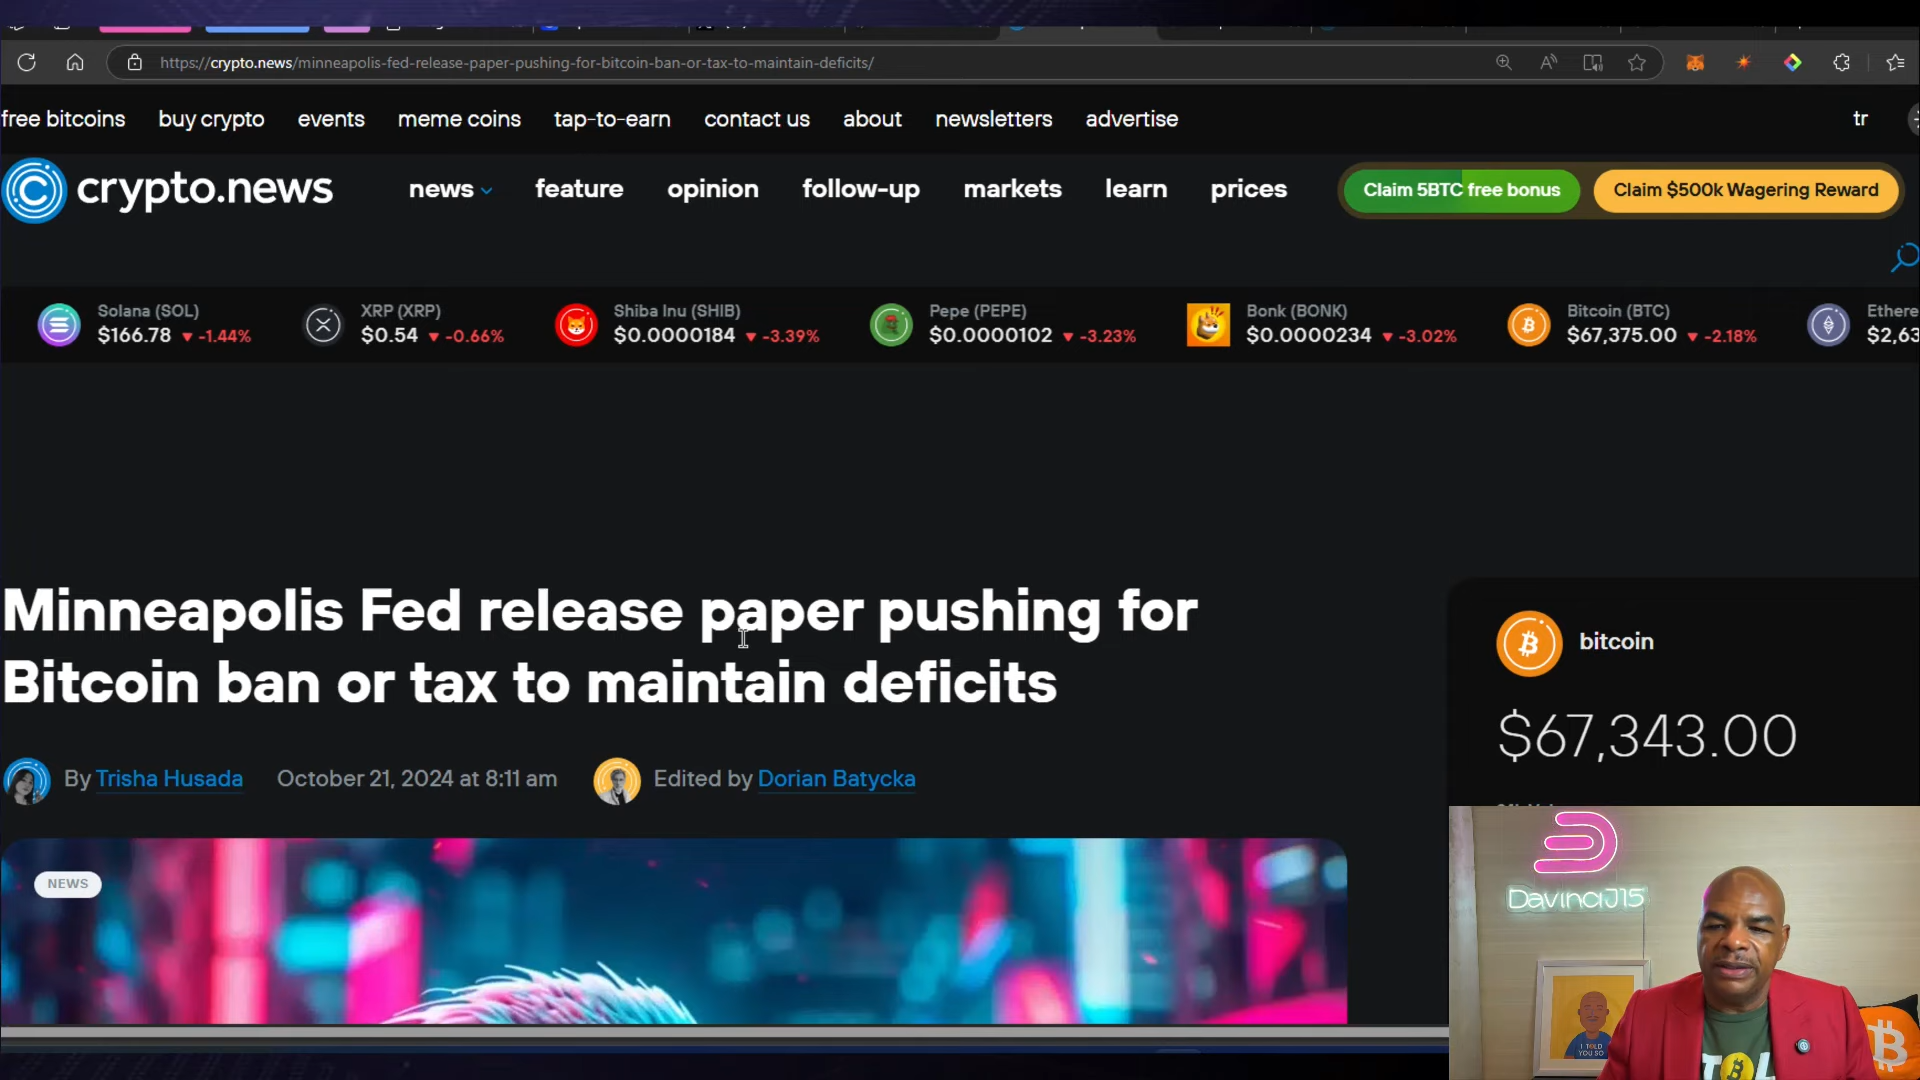 https://crypto.news/minneapolis-fed-release-paper-pushing-for-bitcoin-ban-or-tax-to-maintain-deficits/
free bitcoins buy crypto events meme coins tap-to-earn contact us about newsletters advertise tr
crypto.news news feature opinion follow-up markets learn prices Claim 5BTC free bonus Claim $500k Wagering Reward
Solana (SOL) XRP (XRP) Shiba Inu (SHIB) Pepe (PEPE) Bonk (BONK) Bitcoin (BTC) Ethere
$166.78 ▼ -1.44% $0.54 ▼ -0.66% $0.0000184 ▼ -3.39% $0.0000102 ▼ -3.23% $0.0000234 ▼ -3.02% $67,375.00 ▼ -2.18% $2,63
Minneapolis Fed release paper pushing for
Bitcoin ban or tax to maintain deficits
bitcoin
$67,343.00
By Trisha Husada October 21, 2024 at 8:11 am Edited by Dorian Batycka
NEWS
DavinciJ15
I TOLD
YOU SO